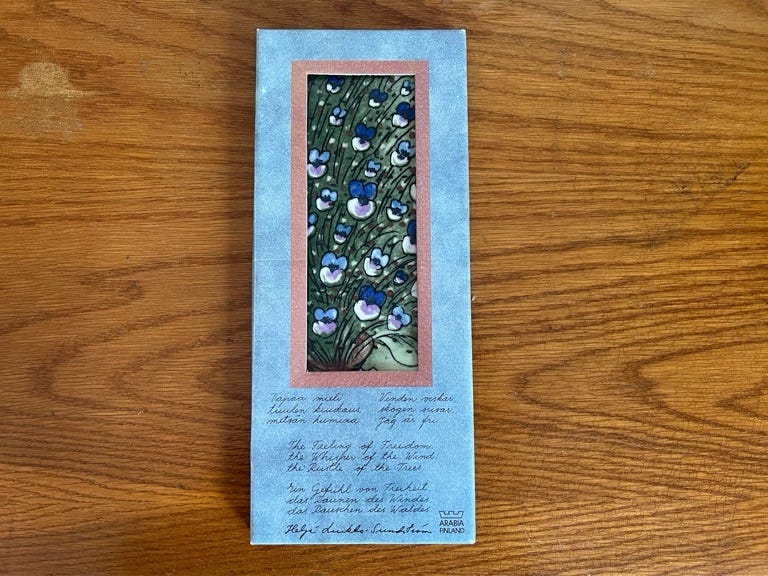 Vapaa mieli
tuulen kuiskaus,
metsän humina
Vinden viskar,
skogen susar
jag är fri
The Feeling of Freedom
the Whisper of the Wind
the Rustle of the Trees
Ein Gefühl von Freiheit
das Raunen des Windes
das Rauschen des Waldes
Heljä Liukko-Sundström
ARABIA
FINLAND